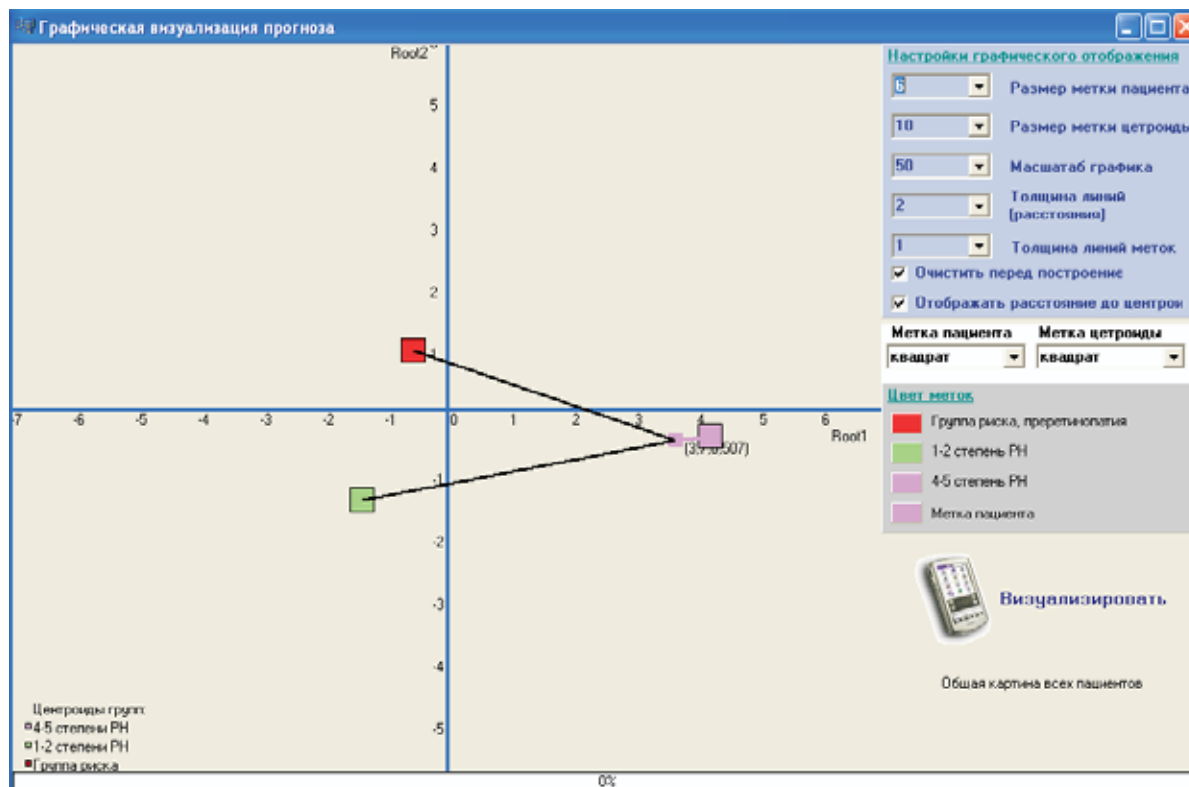 Графическая визуализация прогноза
Root2
5
4
3
2
1
-7 -6 -5 -4 -3 -2 -1 0 1 2 3 4 5 6
Root1
-1
-2
-3
-4
-5
Центроиды групп:
4-5 степени РН
1-2 степени РН
Группа риска
0%
Настройки графического отображения
6 Размер метки пациента
10 Размер метки цетроиды
50 Масштаб графика
2 Толщина линий
(расстояния)
1 Толщина линий меток
Очистить перед построение
Отображать расстояние до центрои
Метка пациента Метка цетроиды
квадрат квадрат
Цвет меток
Группа риска, преретинопатия
1-2 степень РН
4-5 степень РН
Метка пациента
Визуализировать
Общая картина всех пациентов